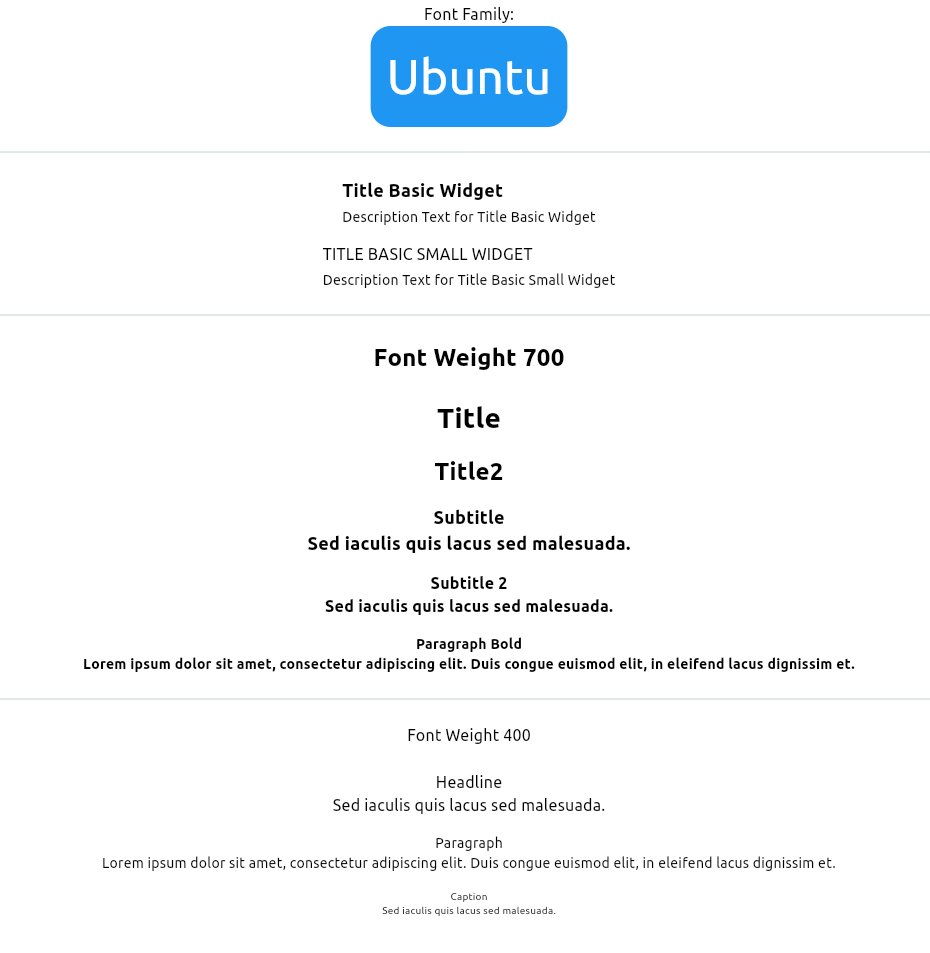 Font Family:
Ubuntu
Title Basic Widget
Description Text for Title Basic Widget
TITLE BASIC SMALL WIDGET
Description Text for Title Basic Small Widget
Font Weight 700
Title
Title2
Subtitle
Sed iaculis quis lacus sed malesuada.
Subtitle 2
Sed iaculis quis lacus sed malesuada.
Paragraph Bold
Lorem ipsum dolor sit amet, consectetur adipiscing elit. Duis congue euismod elit, in eleifend lacus dignissim et.
Font Weight 400
Headline
Sed iaculis quis lacus sed malesuada.
Paragraph
Lorem ipsum dolor sit amet, consectetur adipiscing elit. Duis congue euismod elit, in eleifend lacus dignissim et.
Caption
Sed iaculis quis lacus sed malesuada.